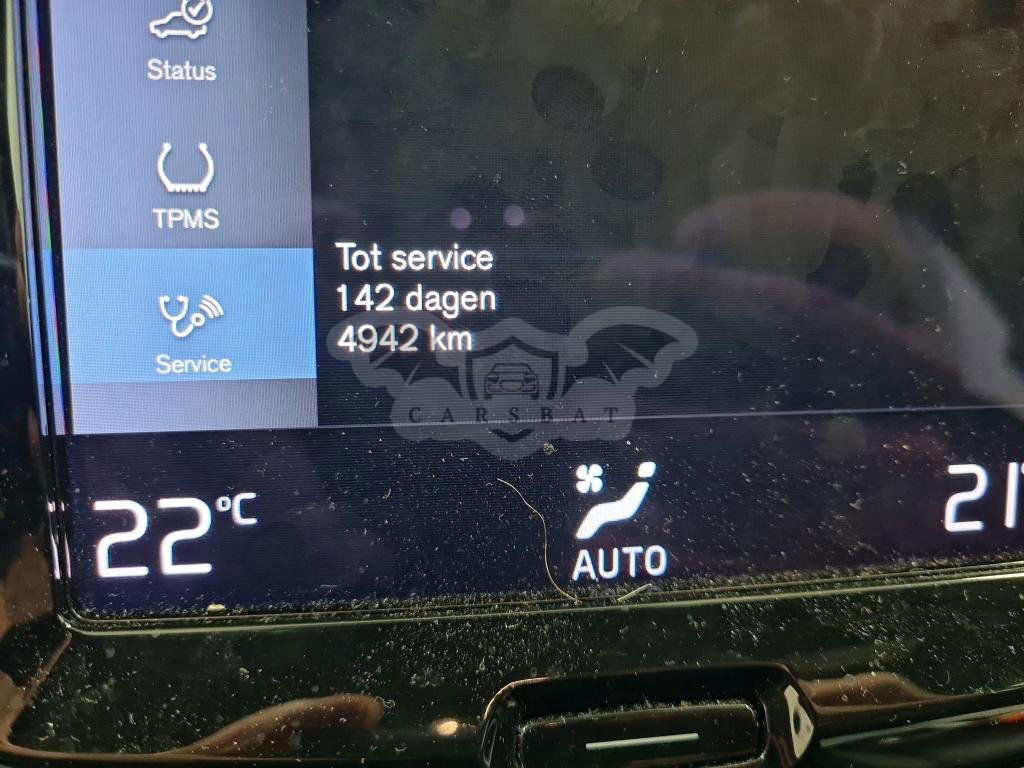 Status
TPMS
Tot service
142 dagen
4942 km
Service
CARSBAT
22 °C
AUTO